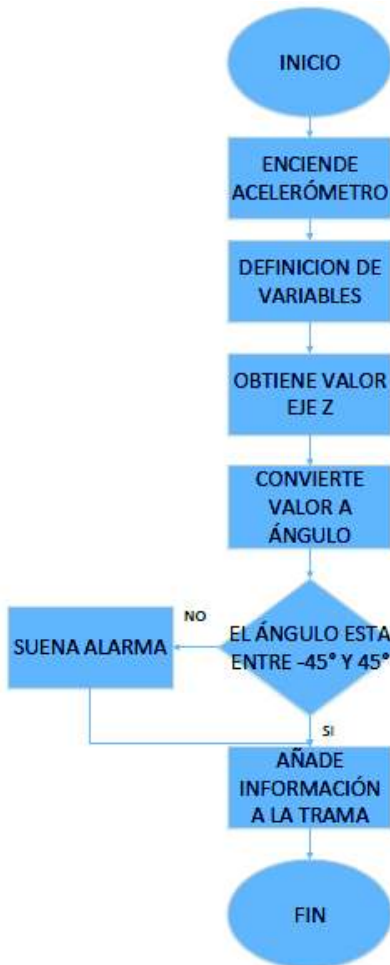 INICIO
ENCIENDE
ACELERÓMETRO
DEFINICION DE
VARIABLES
OBTIENE VALOR
EJE Z
CONVIERTE
VALOR A
ÁNGULO
EL ÁNGULO ESTA
ENTRE -45° Y 45°
NO
SUENA ALARMA
SI
AÑADE
INFORMACIÓN
A LA TRAMA
FIN